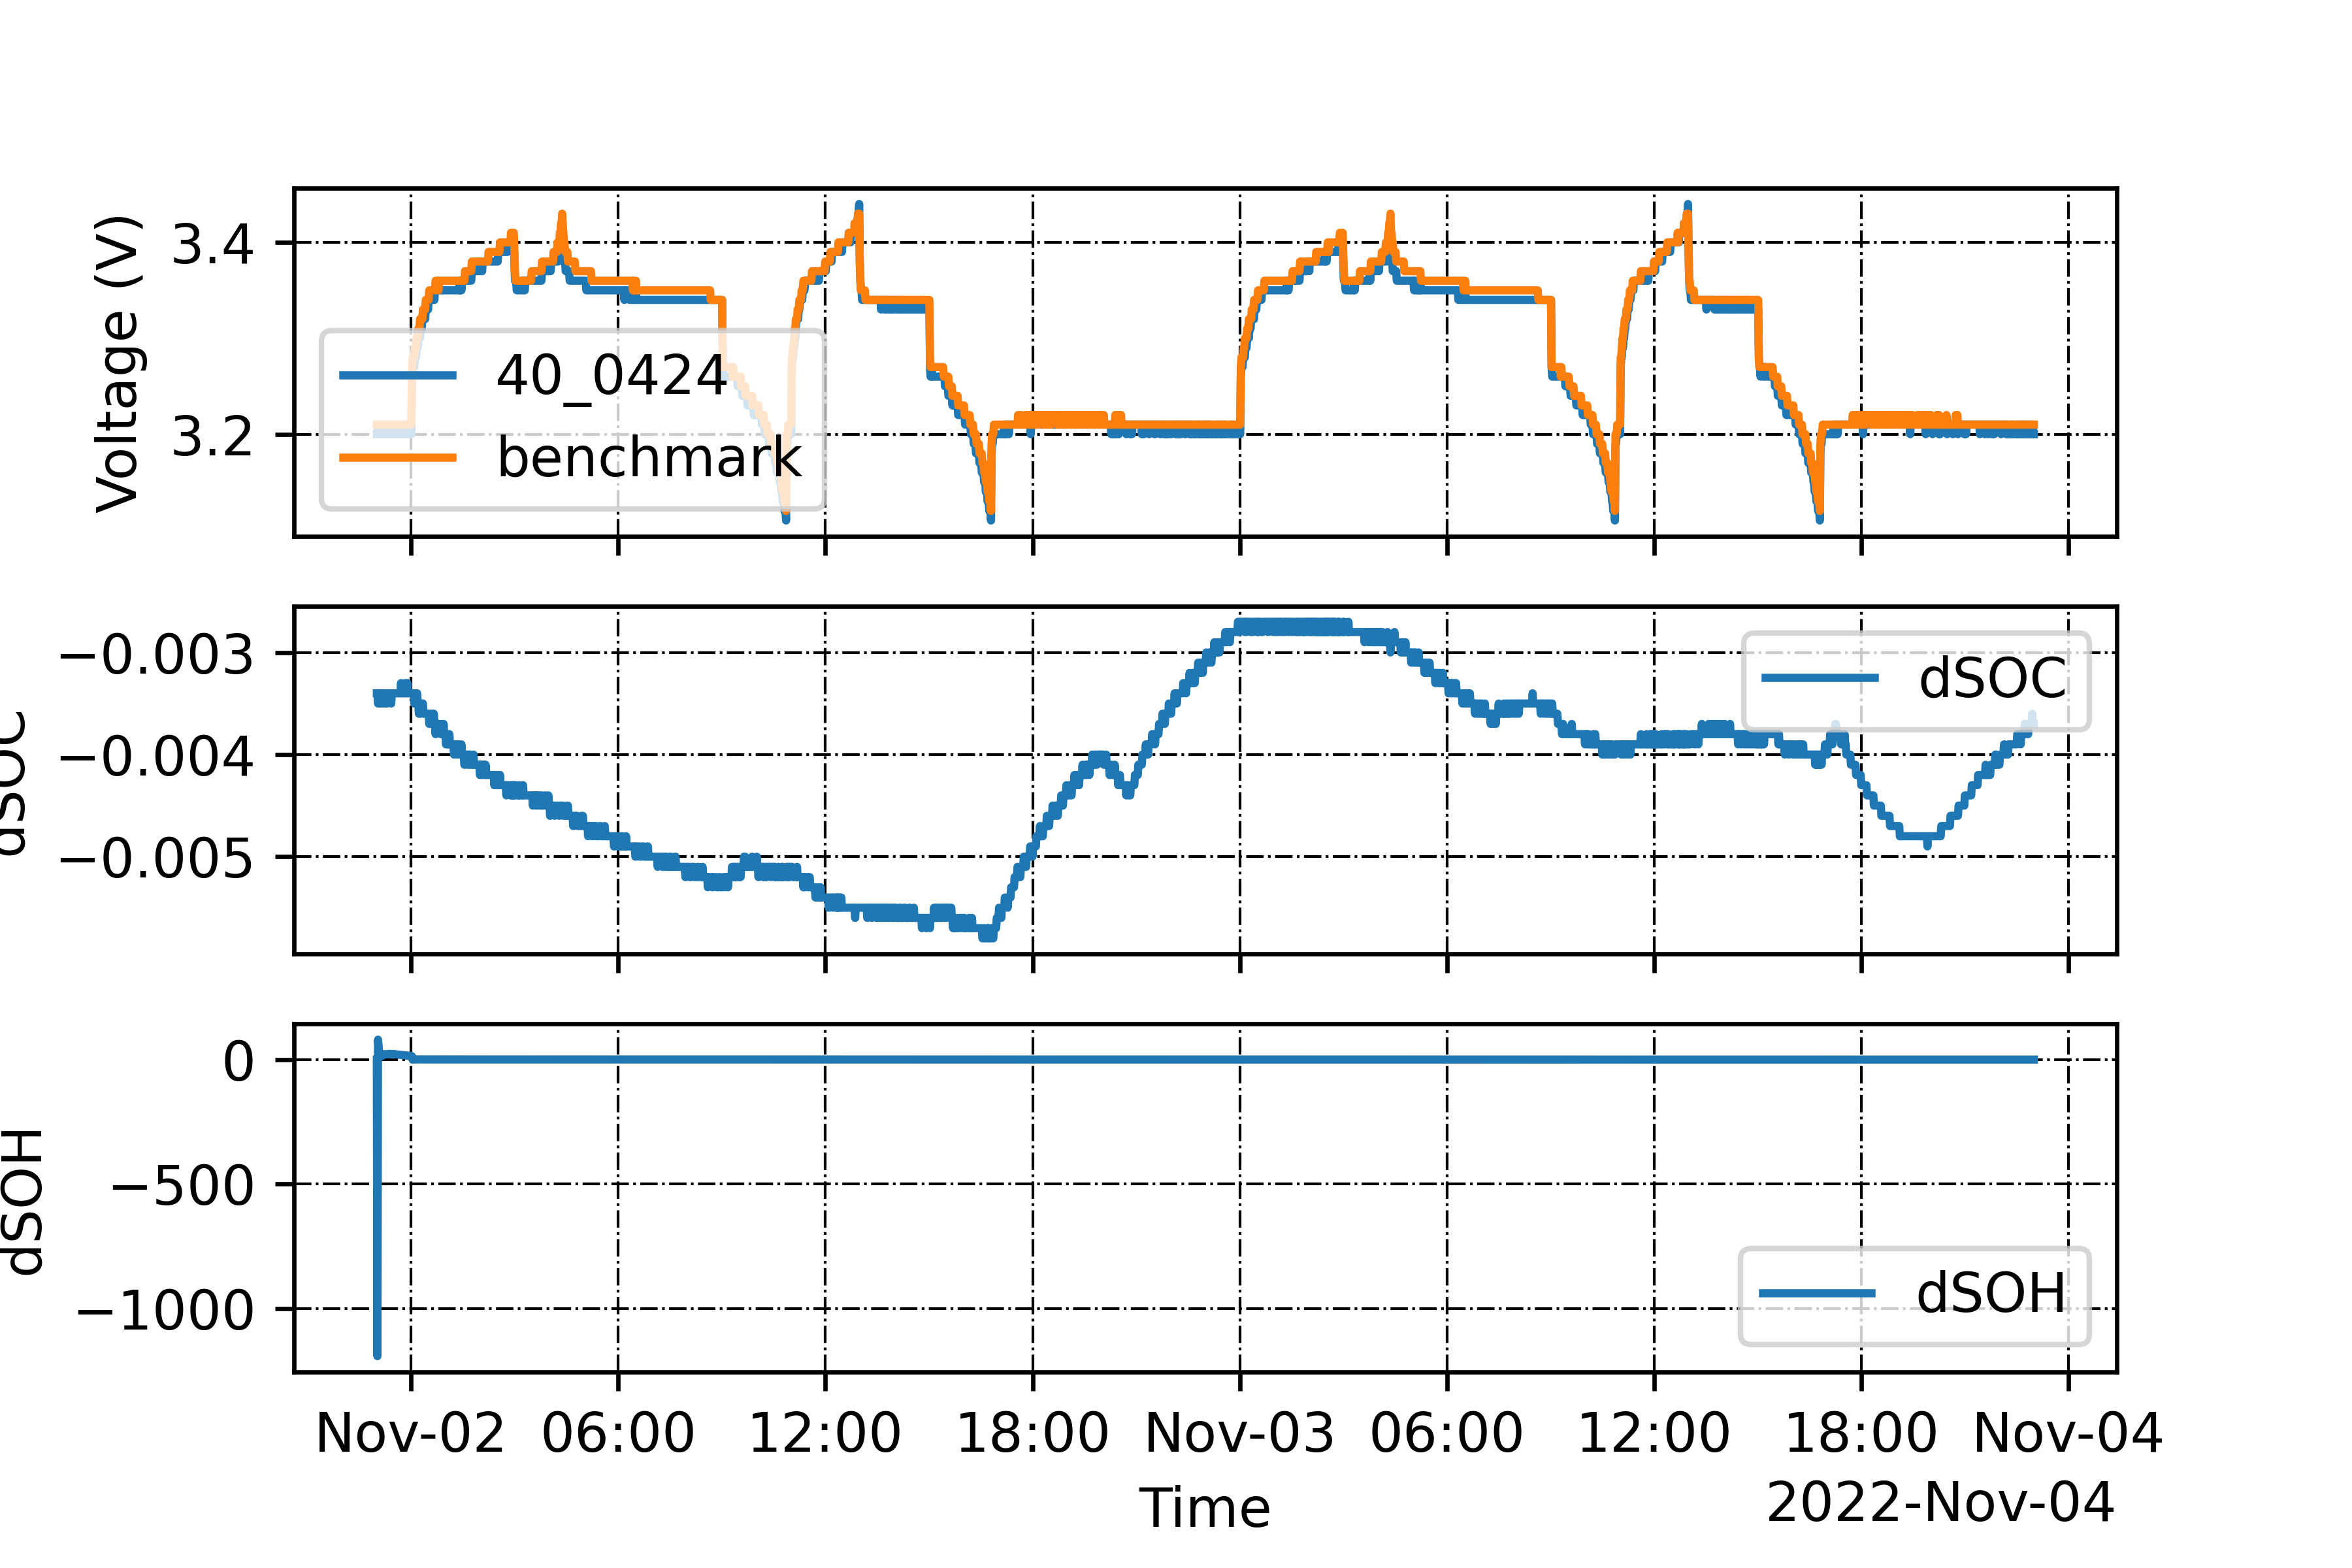 Voltage (V)
3.4
3.2
40_0424
benchmark
dSOC
−0.003
−0.004
−0.005
dSOC
dSOH
0
−500
−1000
dSOH
Nov-02 06:00 12:00 18:00 Nov-03 06:00 12:00 18:00 Nov-04
Time
2022-Nov-04